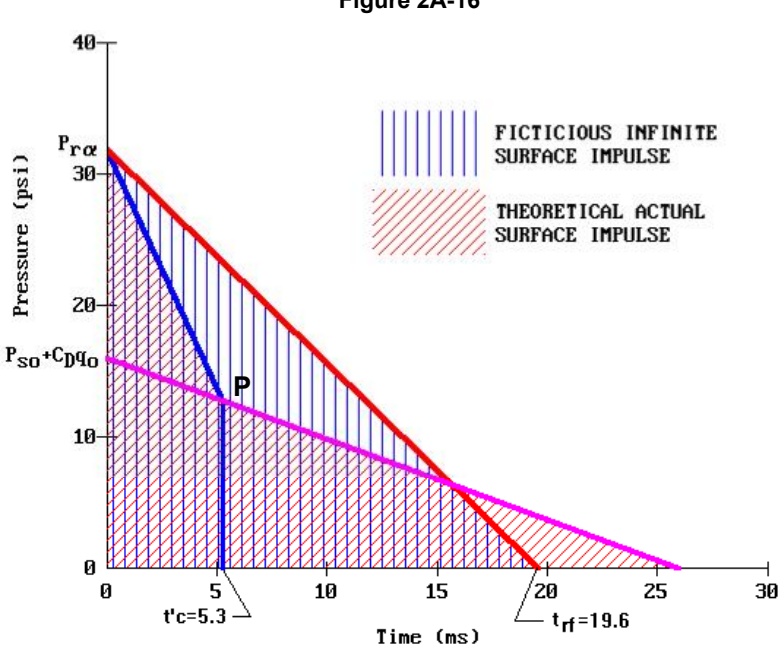 Figure 2A-16
40
Prα
30
20
PSO+CDqO
10
0
Pressure (psi)
FICTICIOUS INFINITE
SURFACE IMPULSE
THEORETICAL ACTUAL
SURFACE IMPULSE
P
0 5 10 15 20 25 30
t'c=5.3
trf=19.6
Time (ms)